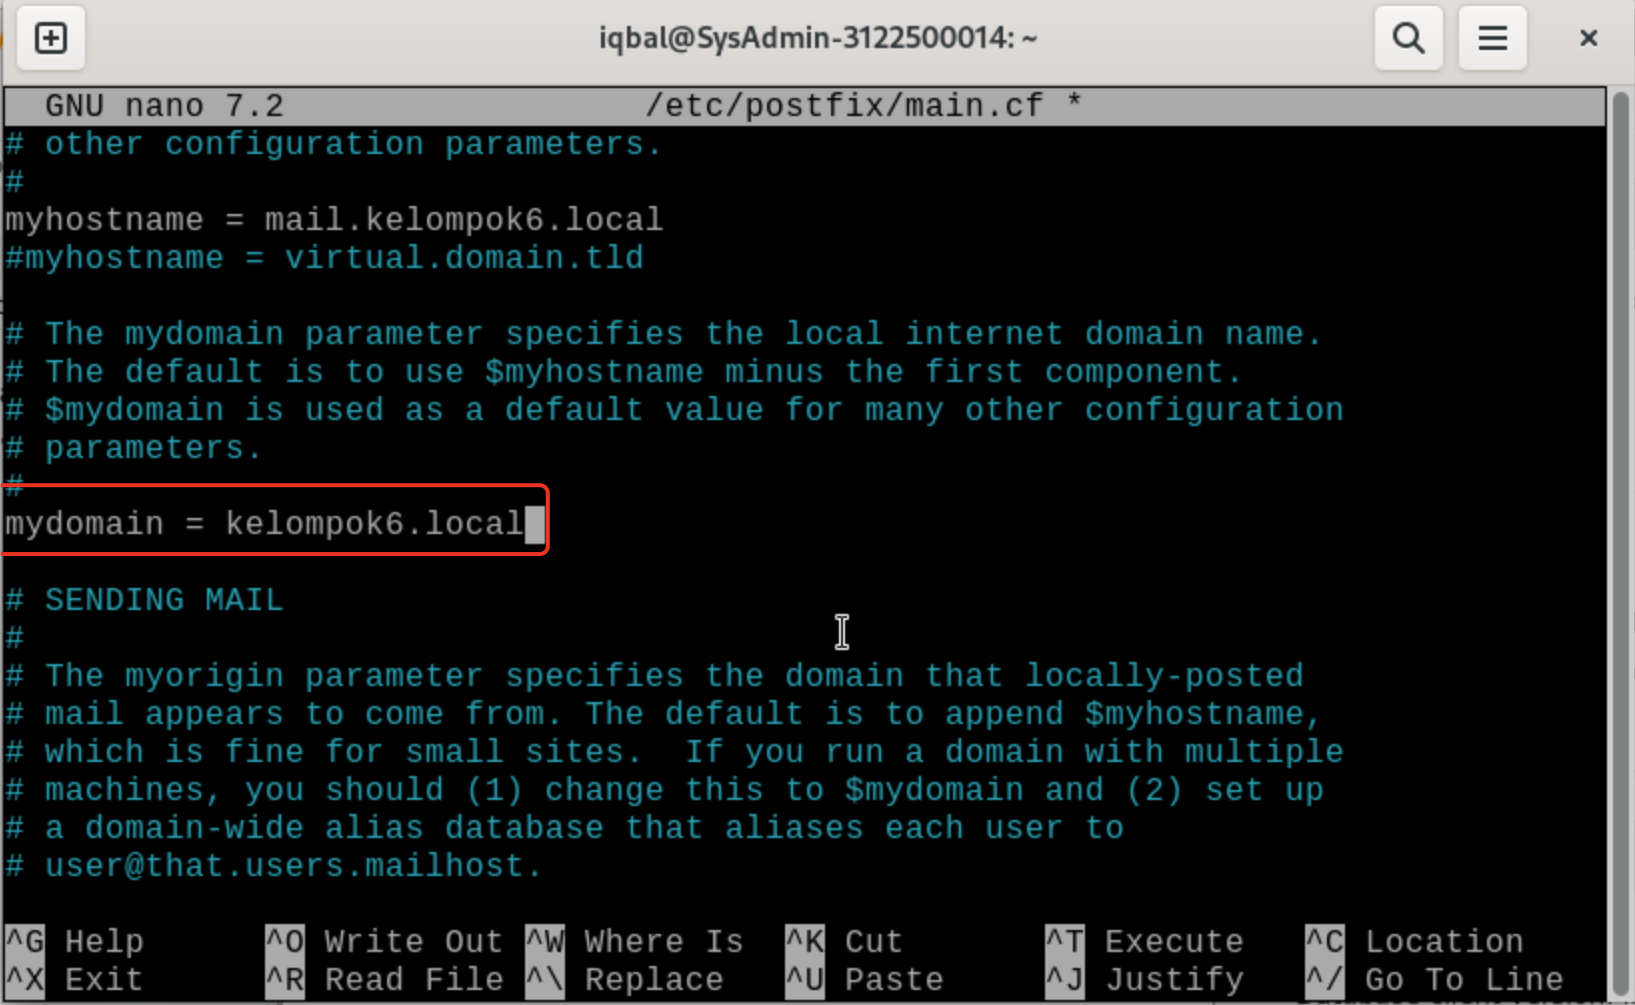 iqbal@SysAdmin-3122500014: ~
GNU nano 7.2 /etc/postfix/main.cf *
# other configuration parameters.
#
myhostname = mail.kelompok6.local
#myhostname = virtual.domain.tld
# The mydomain parameter specifies the local internet domain name.
# The default is to use $myhostname minus the first component.
# $mydomain is used as a default value for many other configuration
# parameters.
#
mydomain = kelompok6.local
# SENDING MAIL
#
# The myorigin parameter specifies the domain that locally-posted
# mail appears to come from. The default is to append $myhostname,
# which is fine for small sites.  If you run a domain with multiple
# machines, you should (1) change this to $mydomain and (2) set up
# a domain-wide alias database that aliases each user to
# user@that.users.mailhost.
^G Help ^O Write Out ^W Where Is ^K Cut ^T Execute ^C Location
^X Exit ^R Read File ^\ Replace ^U Paste ^J Justify ^/ Go To Line